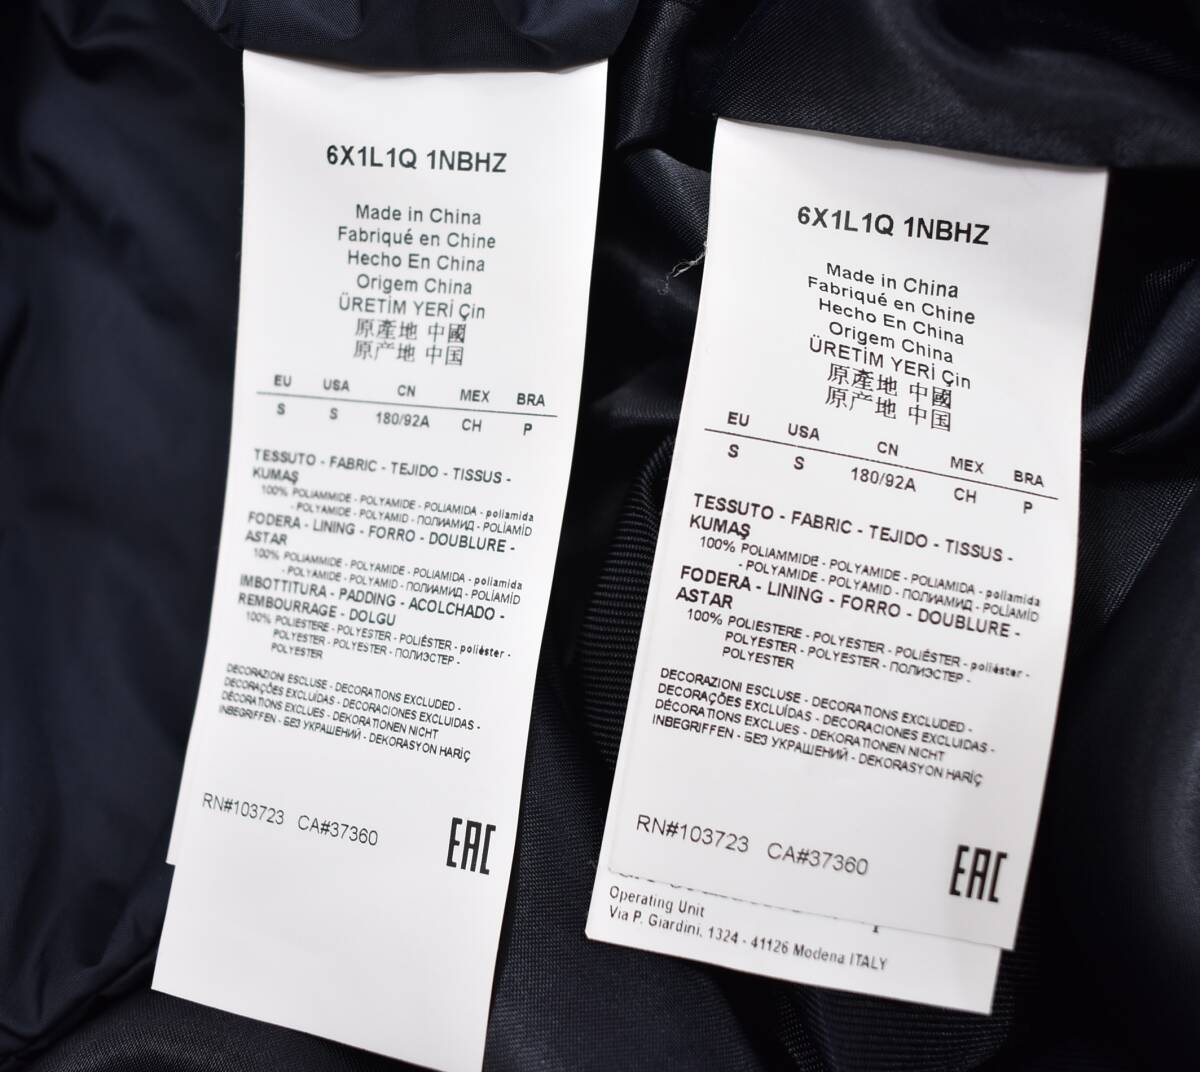 6X1L1Q 1NBHZ
Made in China
Fabriqué en Chine
Hecho En China
Origem China
ÜRETİM YERİ Çin
原產地 中國
原产地 中国
EU USA CN MEX BRA
S S 180/92A CH P
TESSUTO - FABRIC - TEJIDO - TISSUS -
KUMAŞ
100% POLIAMMIDE - POLYAMIDE - POLIAMIDA - poliamida
- POLYAMIDE - POLYAMID - ПОЛИАМИД - POLİAMİD
FODERA - LINING - FORRO - DOUBLURE -
ASTAR
100% POLIAMMIDE - POLYAMIDE - POLIAMIDA - poliamida
- POLYAMIDE - POLYAMID - ПОЛИАМИД - POLİAMİD
IMBOTTITURA - PADDING - ACOLCHADO -
REMBOURRAGE - DOLGU
100% POLIESTERE - POLYESTER - POLIÉSTER - poliéster -
POLYESTER - POLYESTER - ПОЛИЭСТЕР -
POLYESTER
DECORAZIONI ESCLUSE - DECORATIONS EXCLUDED -
DECORAÇÕES EXCLUÍDAS - DECORACIONES EXCLUIDAS -
DÉCORATIONS EXCLUES - DEKORATIONEN NICHT
INBEGRIFFEN - БЕЗ УКРАШЕНИЙ - DEKORASYON HARİÇ
RN#103723 CA#37360
EAC
6X1L1Q 1NBHZ
Made in China
Fabriqué en Chine
Hecho En China
Origem China
ÜRETİM YERİ Çin
原產地 中國
原产地 中国
EU USA CN MEX BRA
S S 180/92A CH P
TESSUTO - FABRIC - TEJIDO - TISSUS -
KUMAŞ
100% POLIAMMIDE - POLYAMIDE - POLIAMIDA - poliamida
- POLYAMIDE - POLYAMID - ПОЛИАМИД - POLİAMİD
FODERA - LINING - FORRO - DOUBLURE -
ASTAR
100% POLIESTERE - POLYESTER - POLIÉSTER - poliéster -
POLYESTER - POLYESTER - ПОЛИЭСТЕР -
POLYESTER
DECORAZIONI ESCLUSE - DECORATIONS EXCLUDED -
DECORAÇÕES EXCLUÍDAS - DECORACIONES EXCLUIDAS -
DÉCORATIONS EXCLUES - DEKORATIONEN NICHT
INBEGRIFFEN - БЕЗ УКРАШЕНИЙ - DEKORASYON HARİÇ
RN#103723 CA#37360
EAC
Operating Unit
Via P. Giardini, 1324 - 41126 Modena ITALY